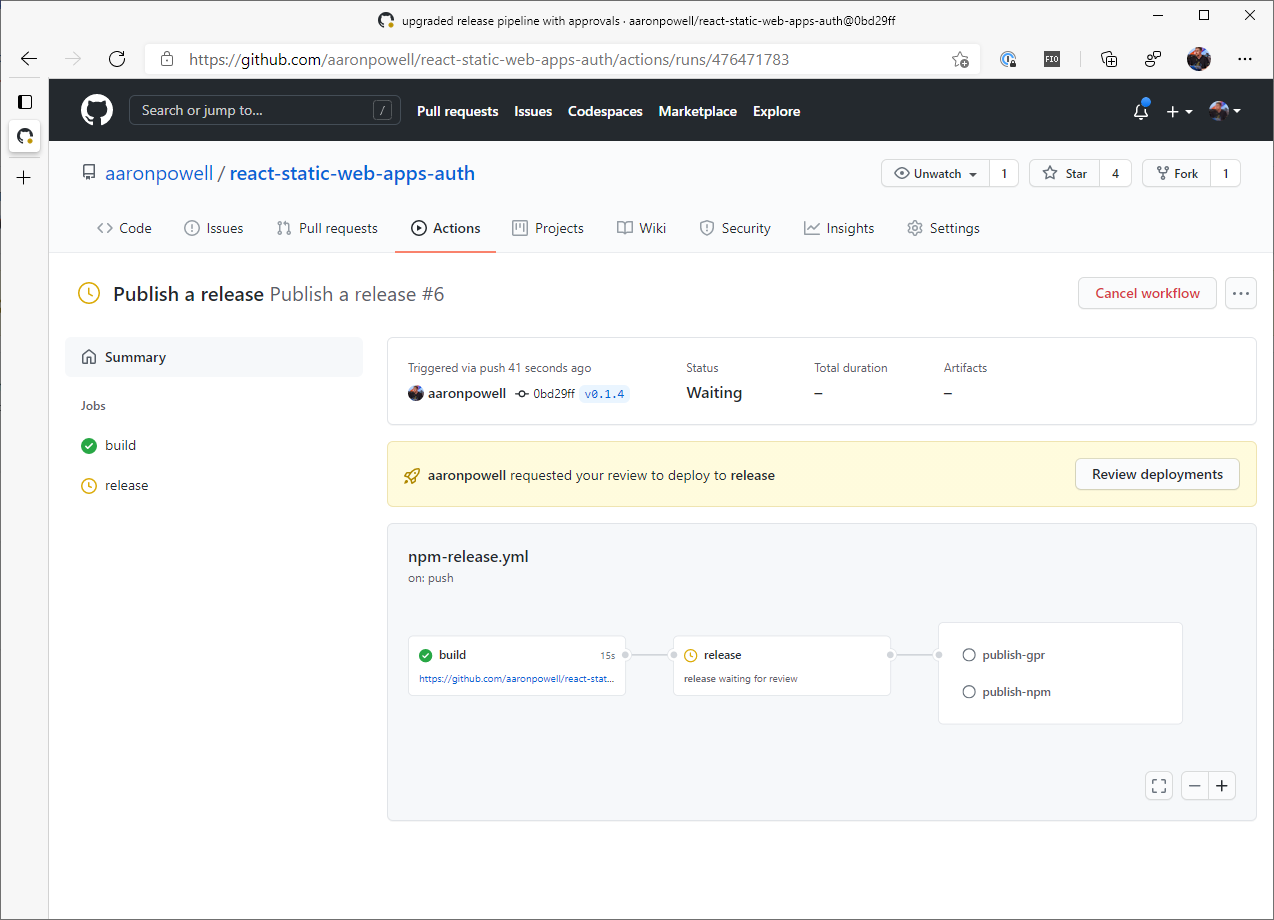 upgraded release pipeline with approvals · aaronpowell/react-static-web-apps-auth@0bd29ff
https://github.com/aaronpowell/react-static-web-apps-auth/actions/runs/476471783
FIO
Search or jump to... /
Pull requests Issues Codespaces Marketplace Explore
aaronpowell / react-static-web-apps-auth
Unwatch 1 Star 4 Fork 1
Code Issues Pull requests Actions Projects Wiki Security Insights Settings
Publish a release Publish a release #6
Cancel workflow
Summary
Jobs
build
release
Triggered via push 41 seconds ago
aaronpowell 0bd29ff v0.1.4
Status
Waiting
Total duration
–
Artifacts
–
aaronpowell requested your review to deploy to release
Review deployments
npm-release.yml
on: push
build 15s
https://github.com/aaronpowell/react-stat...
release
release waiting for review
publish-gpr
publish-npm